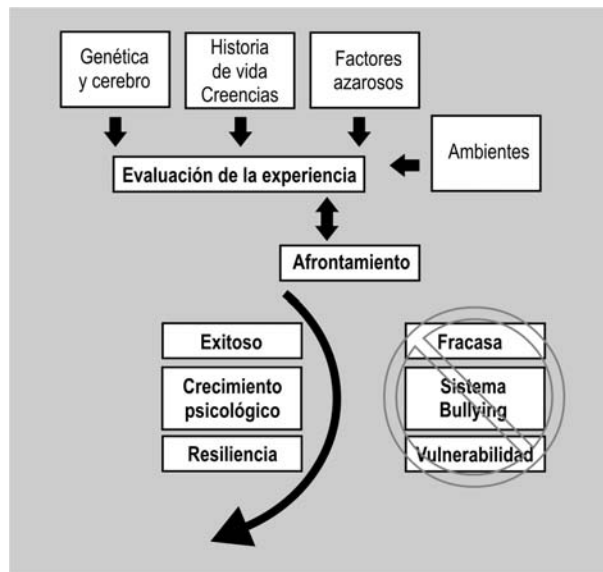 Genética
y cerebro
Historia
de vida
Creencias
Factores
azarosos
Ambientes
Evaluación de la experiencia
Afrontamiento
Exitoso
Crecimiento
psicológico
Resiliencia
Fracasa
Sistema
Bullying
Vulnerabilidad